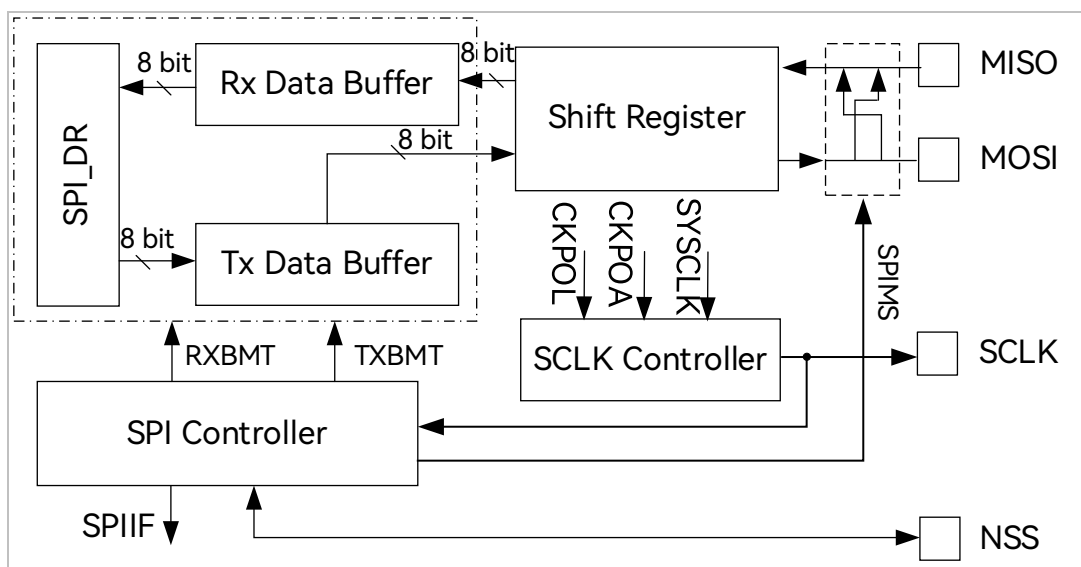 8 bit
Rx Data Buffer
8 bit
Shift Register
MISO
8 bit
MOSI
SPI_DR
8 bit
Tx Data Buffer
CKPOL
CKPOA
SYSCLK
SPIMS
RXBMT
TXBMT
SCLK Controller
SCLK
SPI Controller
SPIIF
NSS